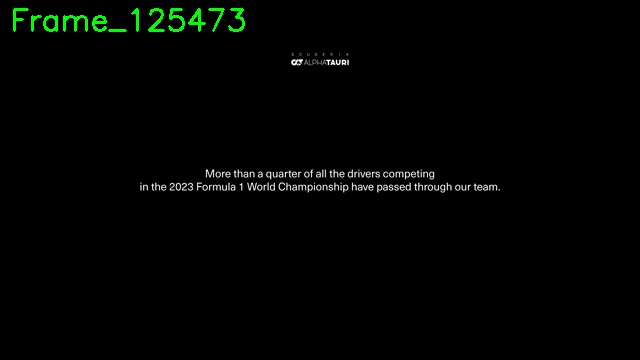 Frame_125473
SCUDERIA
ALPHATAURI
More than a quarter of all the drivers competing
in the 2023 Formula 1 World Championship have passed through our team.